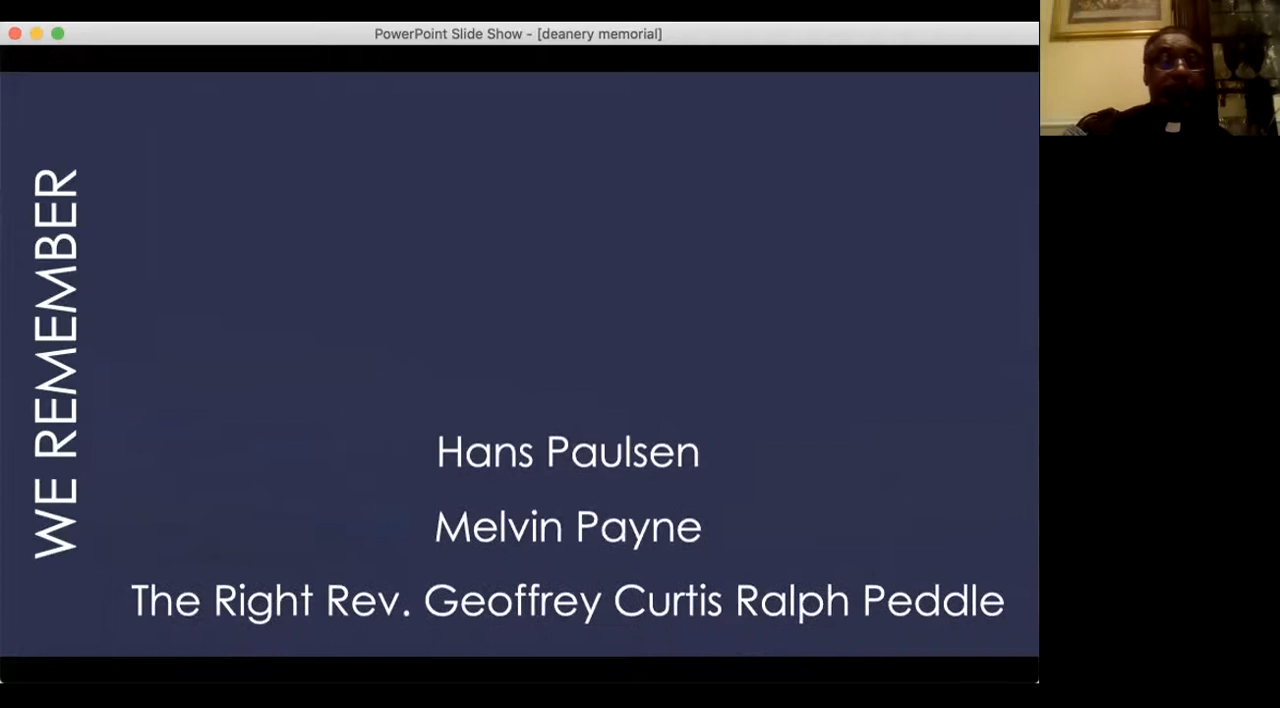 PowerPoint Slide Show - [deanery memorial]
WE REMEMBER
Hans Paulsen
Melvin Payne
The Right Rev. Geoffrey Curtis Ralph Peddle